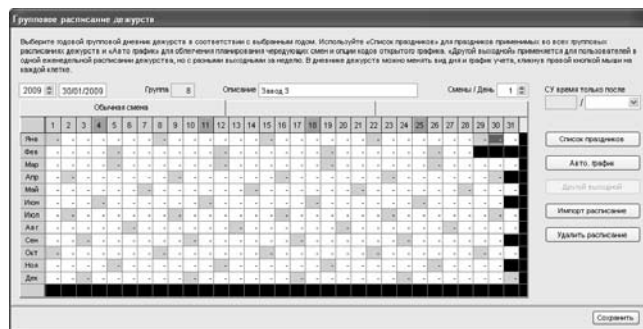 Групповое расписание дежурств
Выберите годовой групповой дневник дежурств в соответствии с выбранным годом. Используйте «Список праздников» для праздников применимых во всех групповых
расписаниях дежурств и «Авто график» для облегчения планирования чередующих смен и опции кодов открытого графика. «Другой выходной» применяется для пользователей в
одной еженедельной расписании дежурства, но с разными выходными за неделю. В дневнике дежурств можно менять вид дня и график учета, кликнув правой кнопкой мыши на
каждой клетке.
2009 30/01/2009 Группа 8 Описание Завод 3 Смены / День 1 СУ время только после
/
Обычная смена
1 2 3 4 5 6 7 8 9 10 11 12 13 14 15 16 17 18 19 20 21 22 23 24 25 26 27 28 29 30 31
Янв
Фев
Мар
Апр
Май
Июн
Июл
Авг
Сен
Окт
Ноя
Дек
Список праздников
Авто. график
Другой выходной
Импорт расписание
Удалить расписание
Сохранить